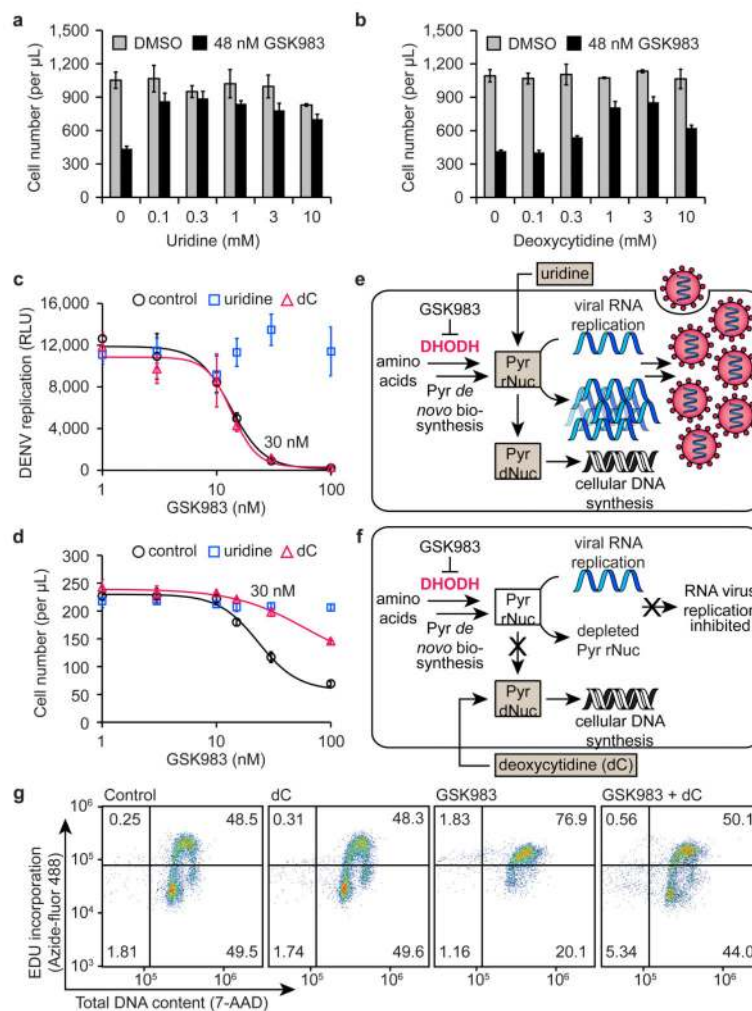 a
DMSO 48 nM GSK983
Cell number (per µL)
1,500
1,200
900
600
300
0
0 0.1 0.3 1 3 10
Uridine (mM)
b
DMSO 48 nM GSK983
Cell number (per µL)
1,500
1,200
900
600
300
0
0 0.1 0.3 1 3 10
Deoxycytidine (mM)
c
control uridine dC
DENV replication (RLU)
16,000
12,000
8,000
4,000
0
30 nM
1 10 100
GSK983 (nM)
d
control uridine dC
Cell number (per µL)
300
250
200
150
100
50
0
30 nM
1 10 100
GSK983 (nM)
e
uridine
GSK983
DHODH
amino
acids
Pyr de
novo bio-
synthesis
Pyr
rNuc
viral RNA
replication
Pyr
dNuc
cellular DNA
synthesis
f
GSK983
DHODH
amino
acids
Pyr de
novo bio-
synthesis
Pyr
rNuc
viral RNA
replication
depleted
Pyr rNuc
RNA virus
replication
inhibited
Pyr
dNuc
cellular DNA
synthesis
deoxycytidine (dC)
g
Control dC GSK983 GSK983 + dC
EDU incorporation
(Azide-fluor 488)
10⁶
10⁵
10⁴
10³
0.25 48.5
1.81 49.5
0.31 48.3
1.74 49.6
1.83 76.9
1.16 20.1
0.56 50.1
5.34 44.0
10⁵ 10⁶ 10⁵ 10⁶ 10⁵ 10⁶ 10⁵ 10⁶
Total DNA content (7-AAD)